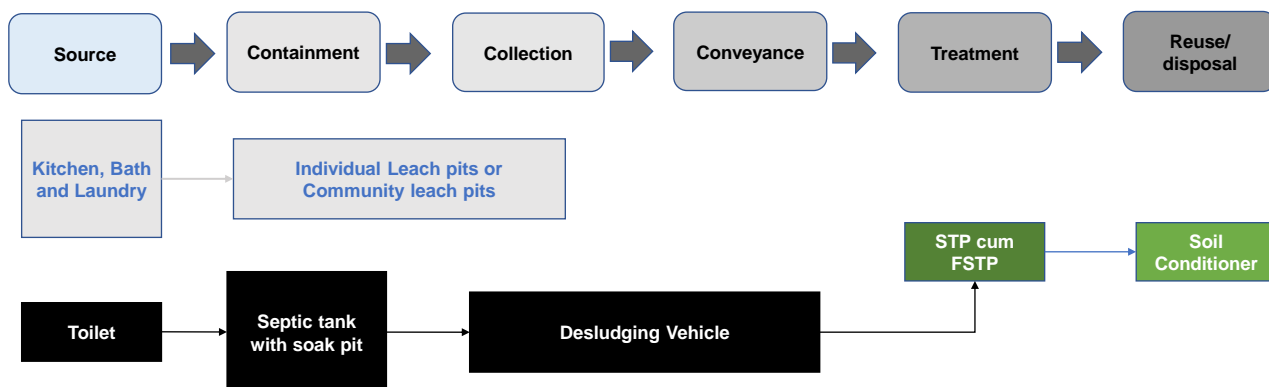 Source
Containment
Collection
Conveyance
Treatment
Reuse/
disposal
Kitchen, Bath
and Laundry
Individual Leach pits or
Community leach pits
STP cum
FSTP
Soil
Conditioner
Toilet
Septic tank
with soak pit
Desludging Vehicle